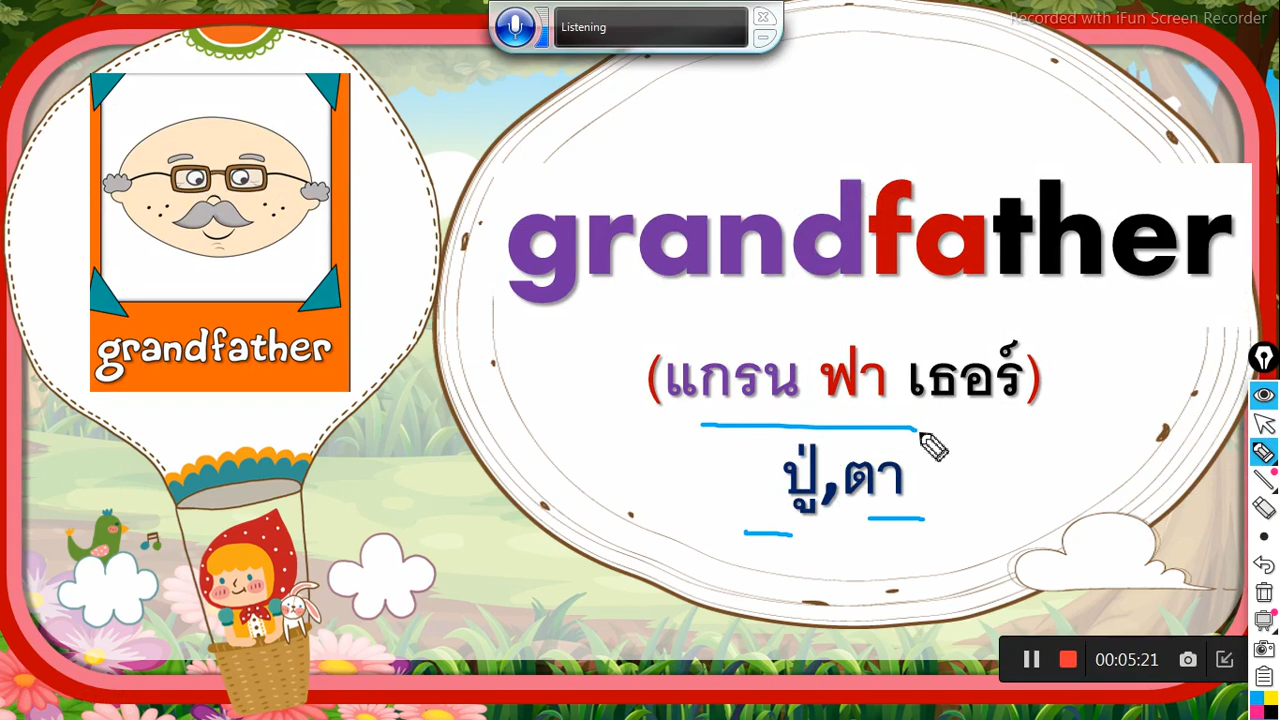 Listening
Recorded with iFun Screen Recorder
grandfather
grandfather
(แกรน ฟา เธอร์)
ปู่,ตา
00:05:21